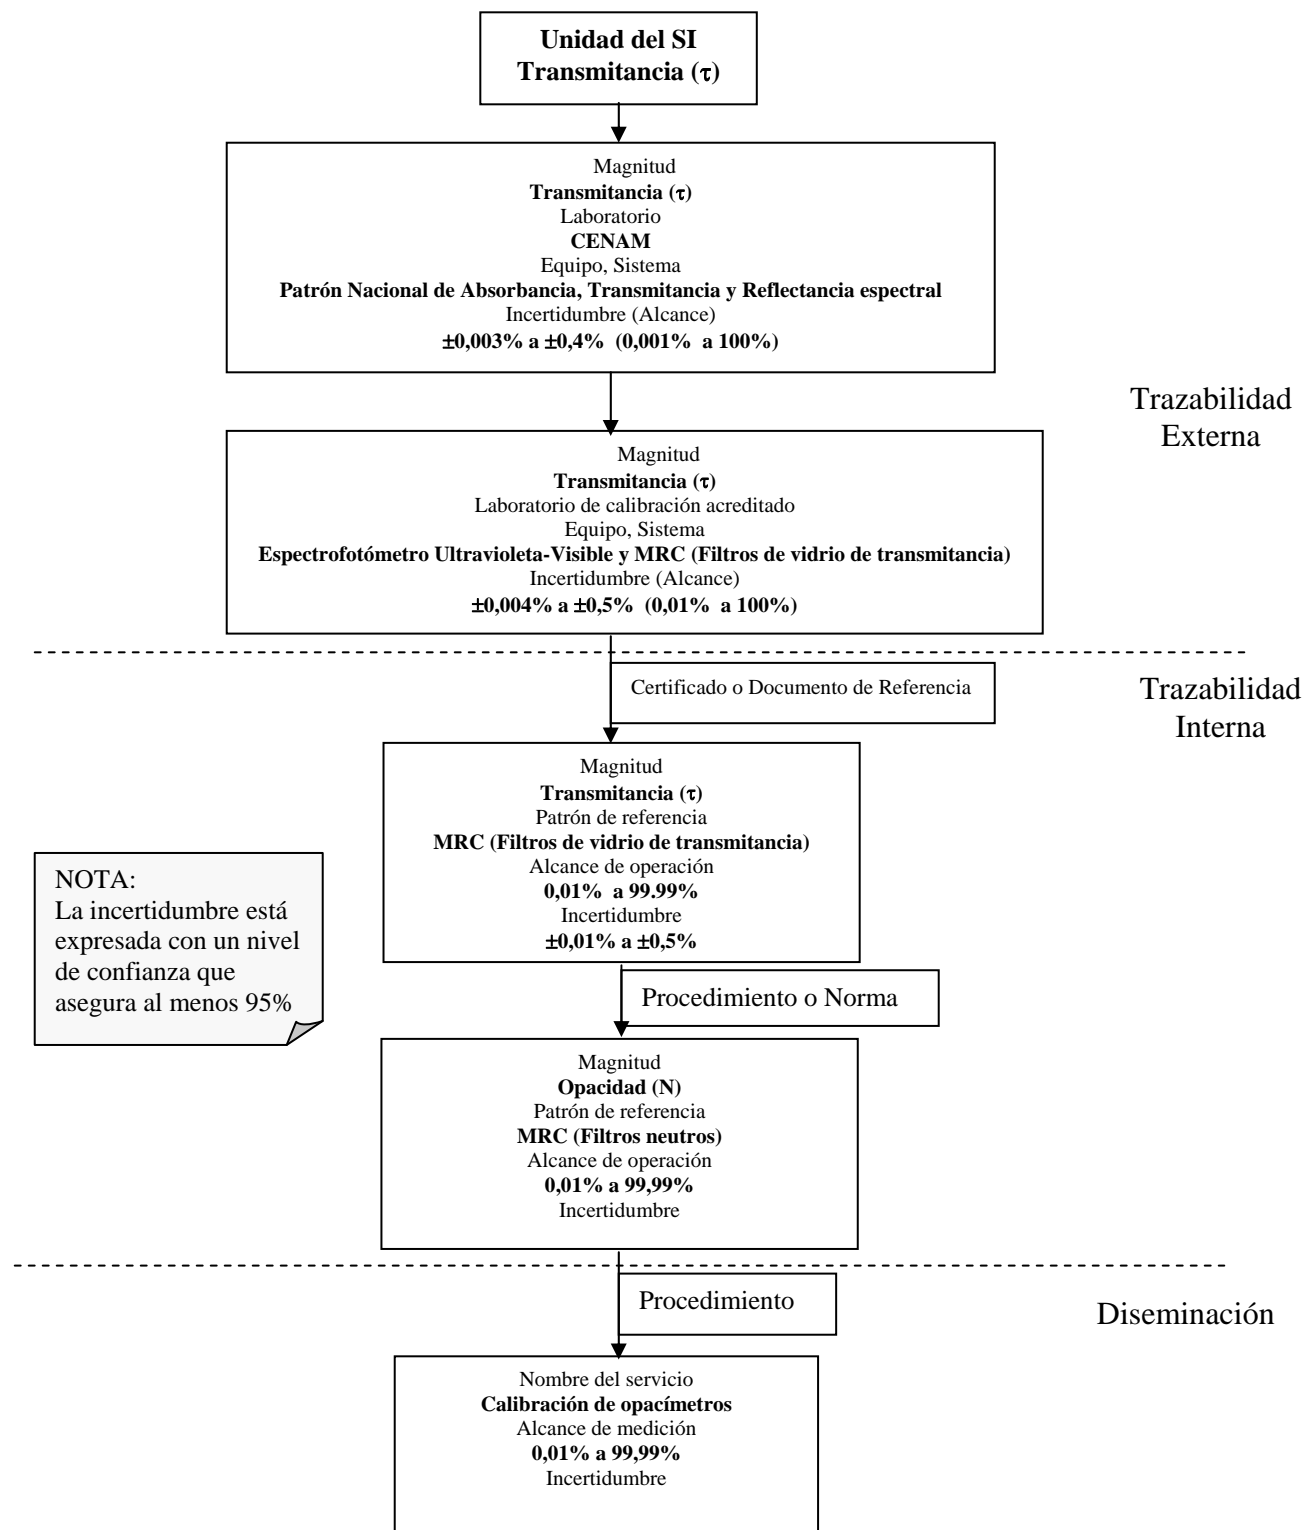 Unidad del SI
Transmitancia (τ)
Magnitud
Transmitancia (τ)
Laboratorio
CENAM
Equipo, Sistema
Patrón Nacional de Absorbancia, Transmitancia y Reflectancia espectral
Incertidumbre (Alcance)
±0,003% a ±0,4% (0,001% a 100%)
Trazabilidad
Externa
Magnitud
Transmitancia (τ)
Laboratorio de calibración acreditado
Equipo, Sistema
Espectrofotómetro Ultravioleta-Visible y MRC (Filtros de vidrio de transmitancia)
Incertidumbre (Alcance)
±0,004% a ±0,5% (0,01% a 100%)
Certificado o Documento de Referencia
Trazabilidad
Interna
Magnitud
Transmitancia (τ)
Patrón de referencia
MRC (Filtros de vidrio de transmitancia)
Alcance de operación
0,01% a 99.99%
Incertidumbre
±0,01% a ±0,5%
NOTA:
La incertidumbre está
expresada con un nivel
de confianza que
asegura al menos 95%
Procedimiento o Norma
Magnitud
Opacidad (N)
Patrón de referencia
MRC (Filtros neutros)
Alcance de operación
0,01% a 99,99%
Incertidumbre
Procedimiento
Diseminación
Nombre del servicio
Calibración de opacímetros
Alcance de medición
0,01% a 99,99%
Incertidumbre